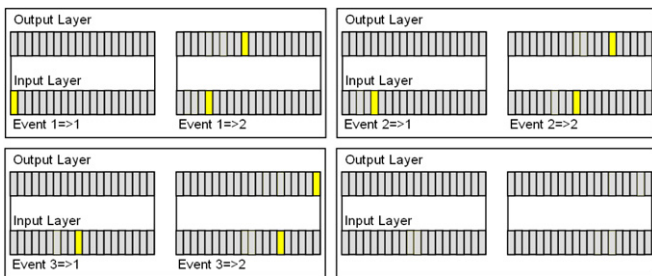 Output Layer
Input Layer
Event 1=>1 Event 1=>2
Output Layer
Input Layer
Event 2=>1 Event 2=>2
Output Layer
Input Layer
Event 3=>1 Event 3=>2
Output Layer
Input Layer